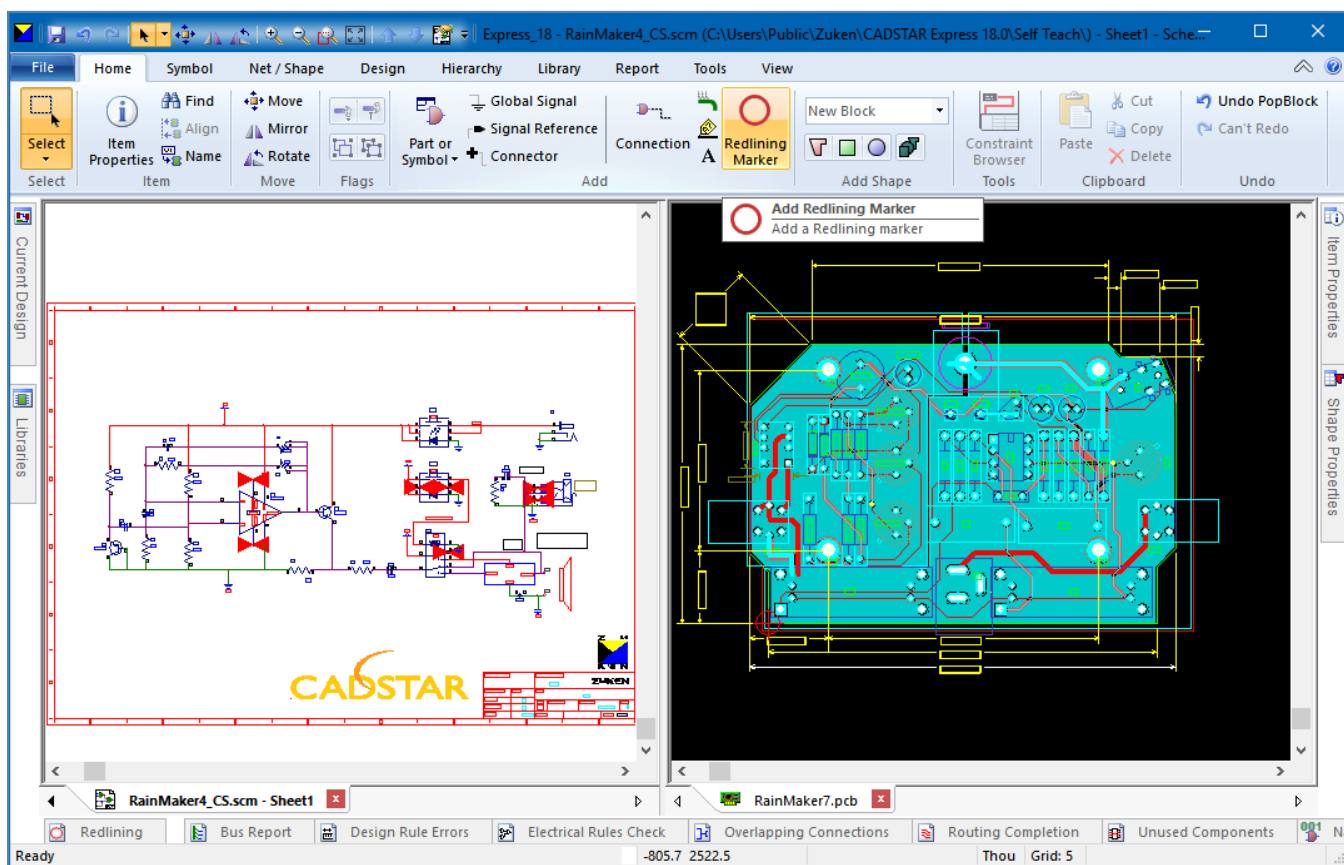 Express_18 - RainMaker4_CS.scm (C:\Users\Public\Zuken\CADSTAR Express 18.0\Self Teach\) - Sheet1 - Sche...
File Home Symbol Net / Shape Design Hierarchy Library Report Tools View
Select
Item Properties
Find
Align
Name
Move
Mirror
Rotate
Part or Symbol
Global Signal
Signal Reference
Connector
Connection
A
Redlining Marker
New Block
Constraint Browser
Paste
Cut
Copy
Delete
Undo PopBlock
Can't Redo
Select Item Move Flags Add Add Shape Tools Clipboard Undo
Add Redlining Marker
Add a Redlining marker
Current Design
Libraries
Item Properties
Shape Properties
CADSTAR
ZUKEN
RainMaker4_CS.scm - Sheet1
RainMaker7.pcb
Redlining Bus Report Design Rule Errors Electrical Rules Check Overlapping Connections Routing Completion Unused Components 001 N
Ready -805.7 2522.5 Thou Grid: 5